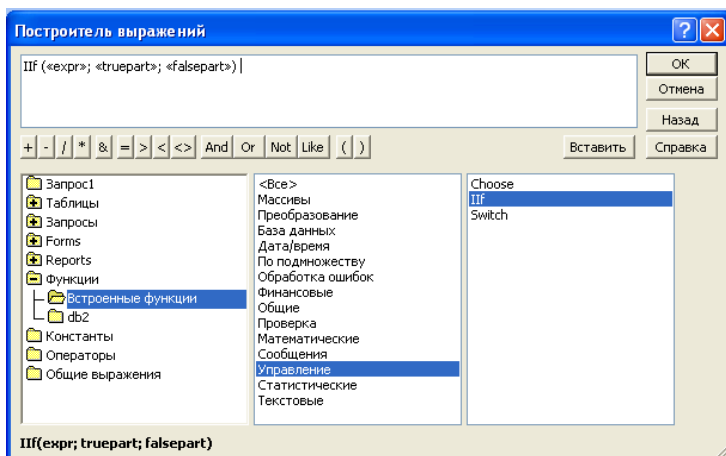 Построитель выражений
IIf («expr»; «truepart»; «falsepart»)
OK
Отмена
Назад
+ - / * & = > < <> And Or Not Like ( ) Вставить Справка
Запрос1
Таблицы
Запросы
Forms
Reports
Функции
Встроенные функции
db2
Константы
Операторы
Общие выражения
<Все>
Массивы
Преобразование
База данных
Дата/время
По подмножеству
Обработка ошибок
Финансовые
Общие
Проверка
Математические
Сообщения
Управление
Статистические
Текстовые
Choose
IIf
Switch
IIf(expr; truepart; falsepart)